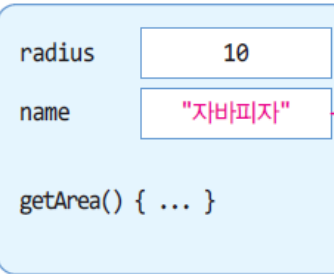 radius 10
name "자바피자"
getArea() { ... }